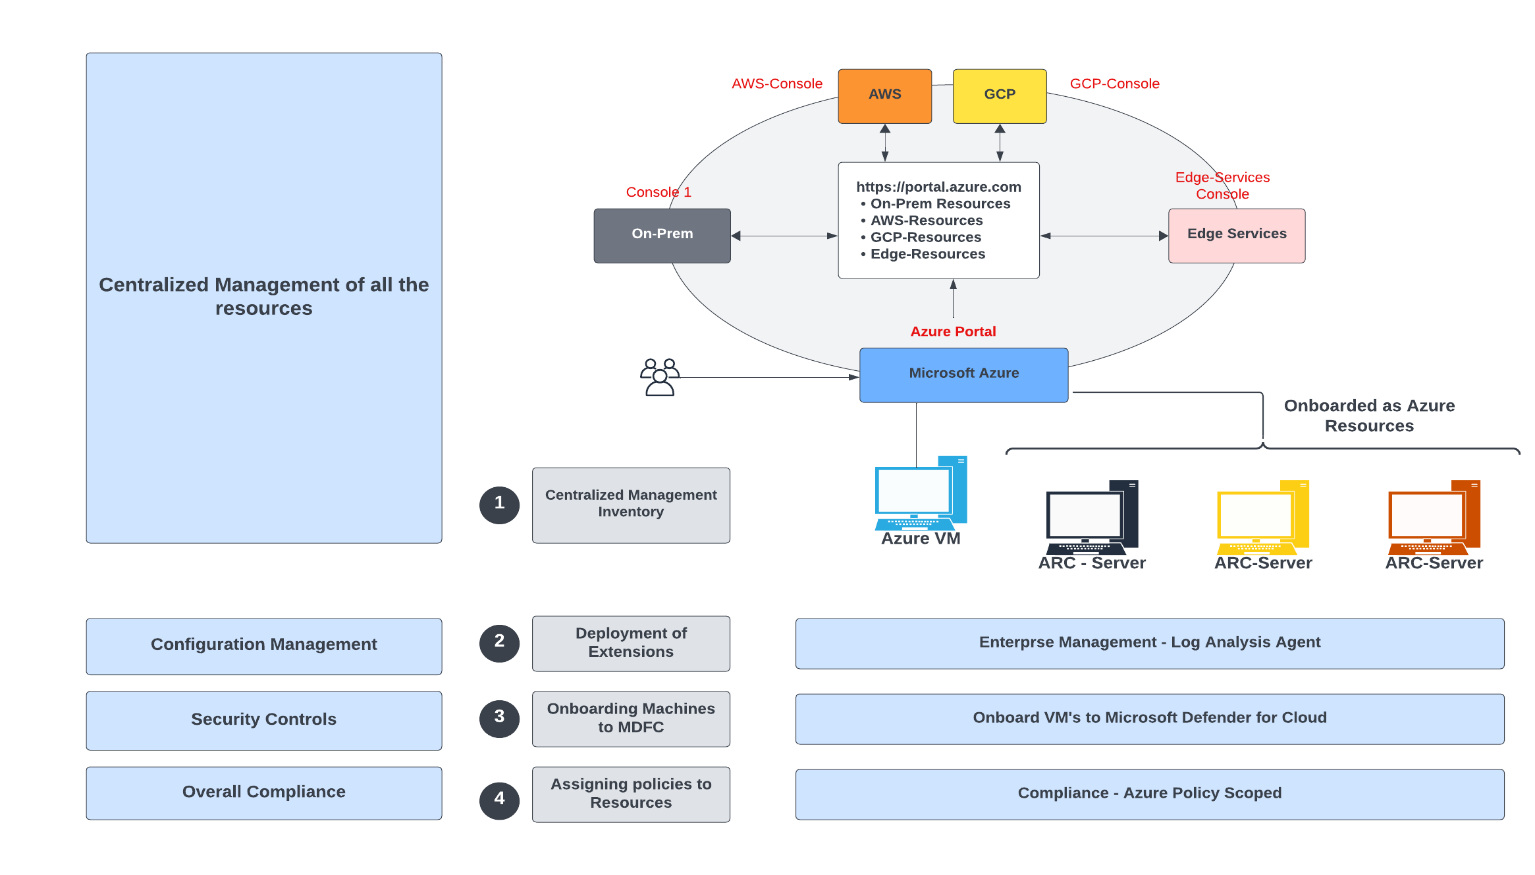 Centralized Management of all the
resources
AWS-Console
AWS
GCP
GCP-Console
Console 1
On-Prem
https://portal.azure.com
• On-Prem Resources
• AWS-Resources
• GCP-Resources
• Edge-Resources
Edge-Services
Console
Edge Services
Azure Portal
Microsoft Azure
Onboarded as Azure
Resources
1
Centralized Management
Inventory
Azure VM
ARC - Server
ARC-Server
ARC-Server
Configuration Management
2
Deployment of
Extensions
Enterprse Management - Log Analysis Agent
Security Controls
3
Onboarding Machines
to MDFC
Onboard VM's to Microsoft Defender for Cloud
Overall Compliance
4
Assigning policies to
Resources
Compliance - Azure Policy Scoped